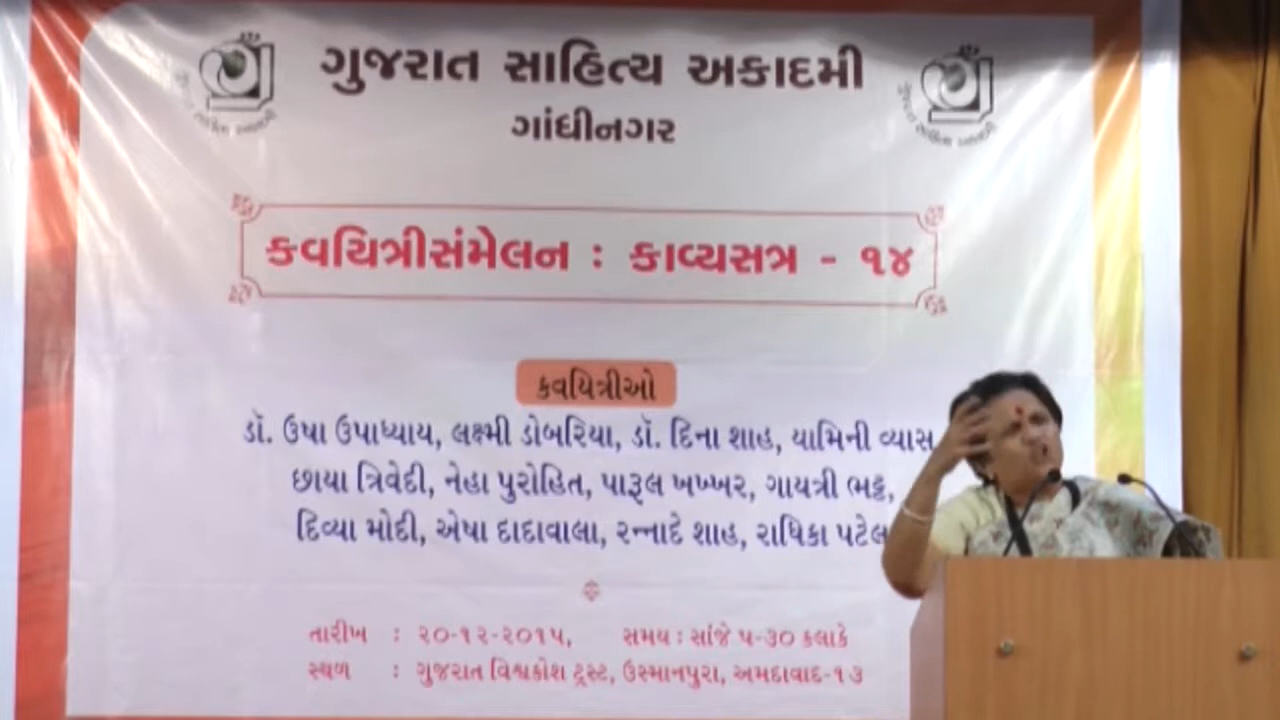 ગુજરાત સાહિત્ય અકાદમી
ગાંધીનગર
કવયિત્રીસંમેલન : કાવ્યસત્ર - ૧૪
કવયિત્રીઓ
ડૉ. ઉષા ઉપાધ્યાય, લક્ષ્મી ડોબરિયા, ડૉ. દિના શાહ, યામિની વ્યાસ
છાયા ત્રિવેદી, નેહા પુરોહિત, પારૂલ ખખ્ખર, ગાયત્રી ભટ્ટ,
દિવ્યા મોદી, એષા દાદાવાલા, રન્નાદે શાહ, રાધિકા પટેલ
તારીખ : ૨૦-૧૨-૨૦૧૫, સમય : સાંજે ૫-૩૦ કલાકે
સ્થળ : ગુજરાત વિશ્વકોશ ટ્રસ્ટ, ઉસ્માનપુરા, અમદાવાદ-૧૩